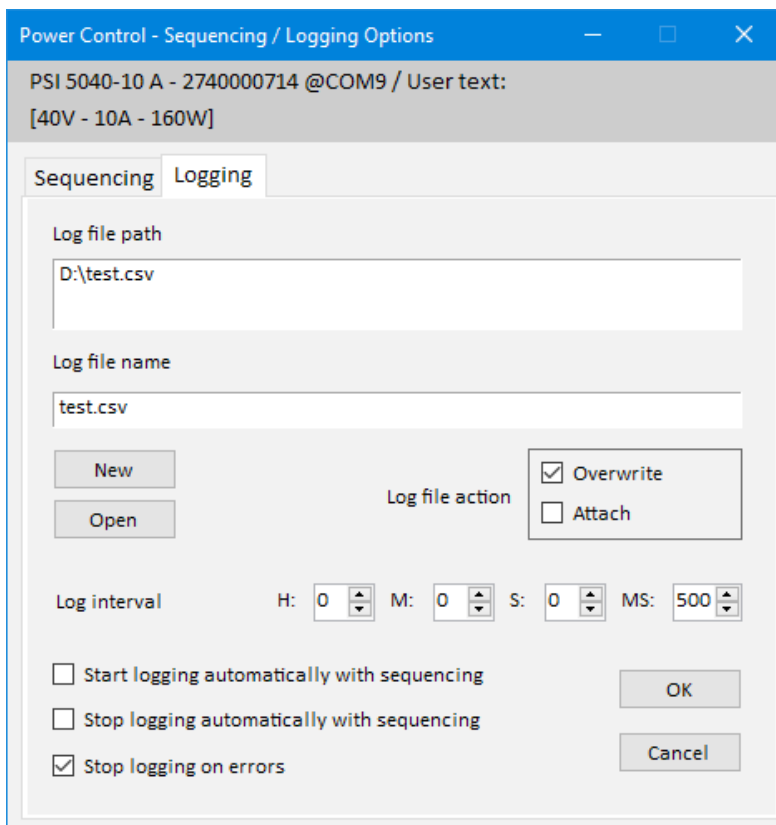 Power Control - Sequencing / Logging Options
PSI 5040-10 A - 2740000714 @COM9 / User text:
[40V - 10A - 160W]
Sequencing Logging
Log file path
D:\test.csv
Log file name
test.csv
New
Open
Log file action
Overwrite
Attach
Log interval H: 0 M: 0 S: 0 MS: 500
Start logging automatically with sequencing
Stop logging automatically with sequencing
Stop logging on errors
OK
Cancel